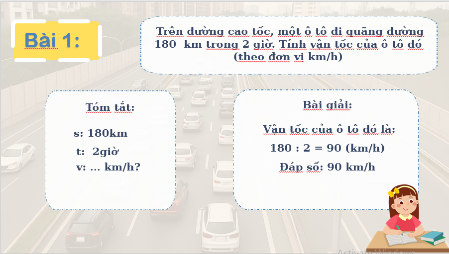 Bài 1:
Trên đường cao tốc, một ô tô đi quãng đường
180 km trong 2 giờ. Tính vận tốc của ô tô đó
(theo đơn vị km/h)
Tóm tắt:
s: 180km
t: 2giờ
v: ... km/h?
Bài giải:
Vận tốc của ô tô đó là:
180 : 2 = 90 (km/h)
Đáp số: 90 km/h